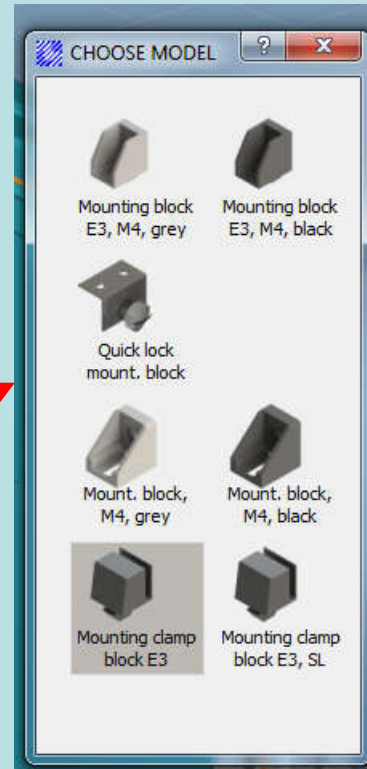 CHOOSE MODEL
?
X
Mounting block
E3, M4, grey
Mounting block
E3, M4, black
Quick lock
mount. block
Mount. block,
M4, grey
Mount. block,
M4, black
Mounting clamp
block E3
Mounting clamp
block E3, SL